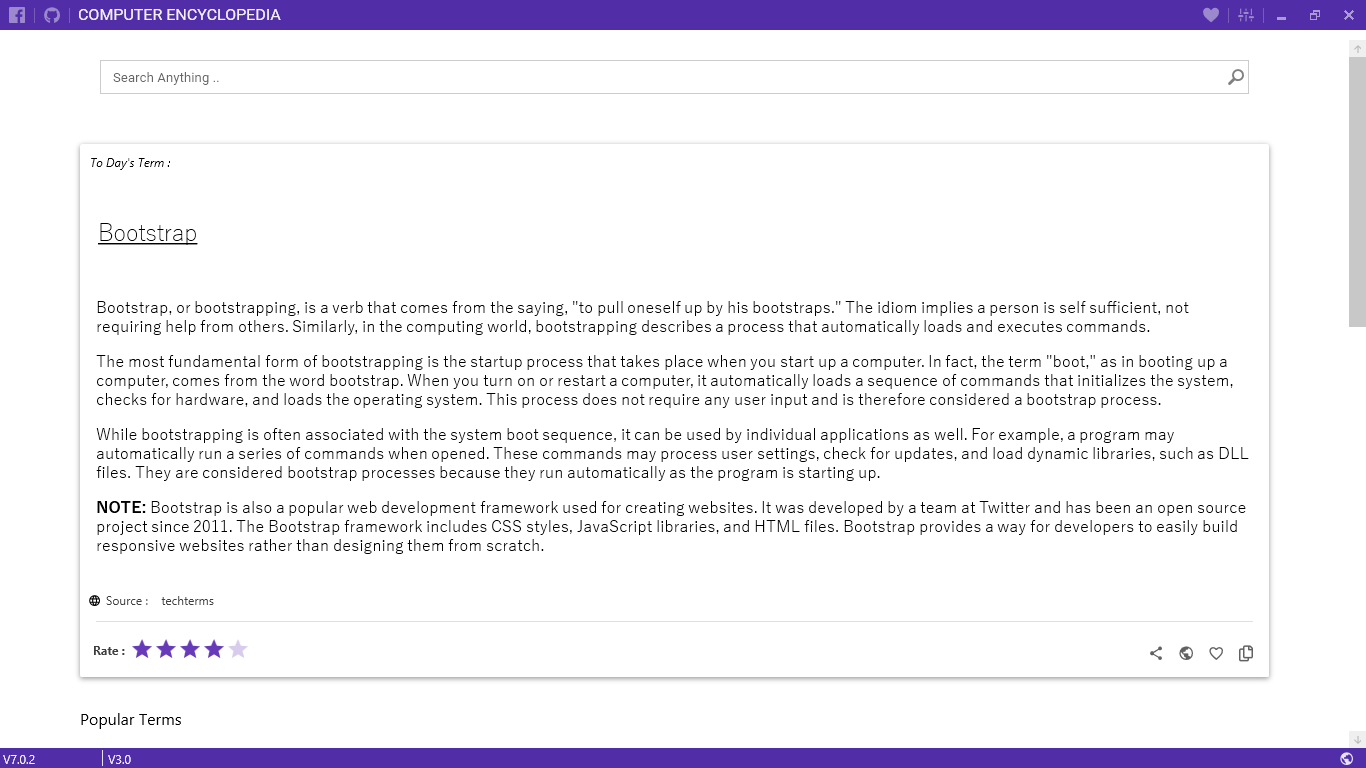 COMPUTER ENCYCLOPEDIA
Search Anything ..
To Day's Term :
Bootstrap
Bootstrap, or bootstrapping, is a verb that comes from the saying, "to pull oneself up by his bootstraps." The idiom implies a person is self sufficient, not
requiring help from others. Similarly, in the computing world, bootstrapping describes a process that automatically loads and executes commands.
The most fundamental form of bootstrapping is the startup process that takes place when you start up a computer. In fact, the term "boot," as in booting up a
computer, comes from the word bootstrap. When you turn on or restart a computer, it automatically loads a sequence of commands that initializes the system,
checks for hardware, and loads the operating system. This process does not require any user input and is therefore considered a bootstrap process.
While bootstrapping is often associated with the system boot sequence, it can be used by individual applications as well. For example, a program may
automatically run a series of commands when opened. These commands may process user settings, check for updates, and load dynamic libraries, such as DLL
files. They are considered bootstrap processes because they run automatically as the program is starting up.
NOTE: Bootstrap is also a popular web development framework used for creating websites. It was developed by a team at Twitter and has been an open source
project since 2011. The Bootstrap framework includes CSS styles, JavaScript libraries, and HTML files. Bootstrap provides a way for developers to easily build
responsive websites rather than designing them from scratch.
Source : techterms
Rate :
Popular Terms
V7.0.2 V3.0